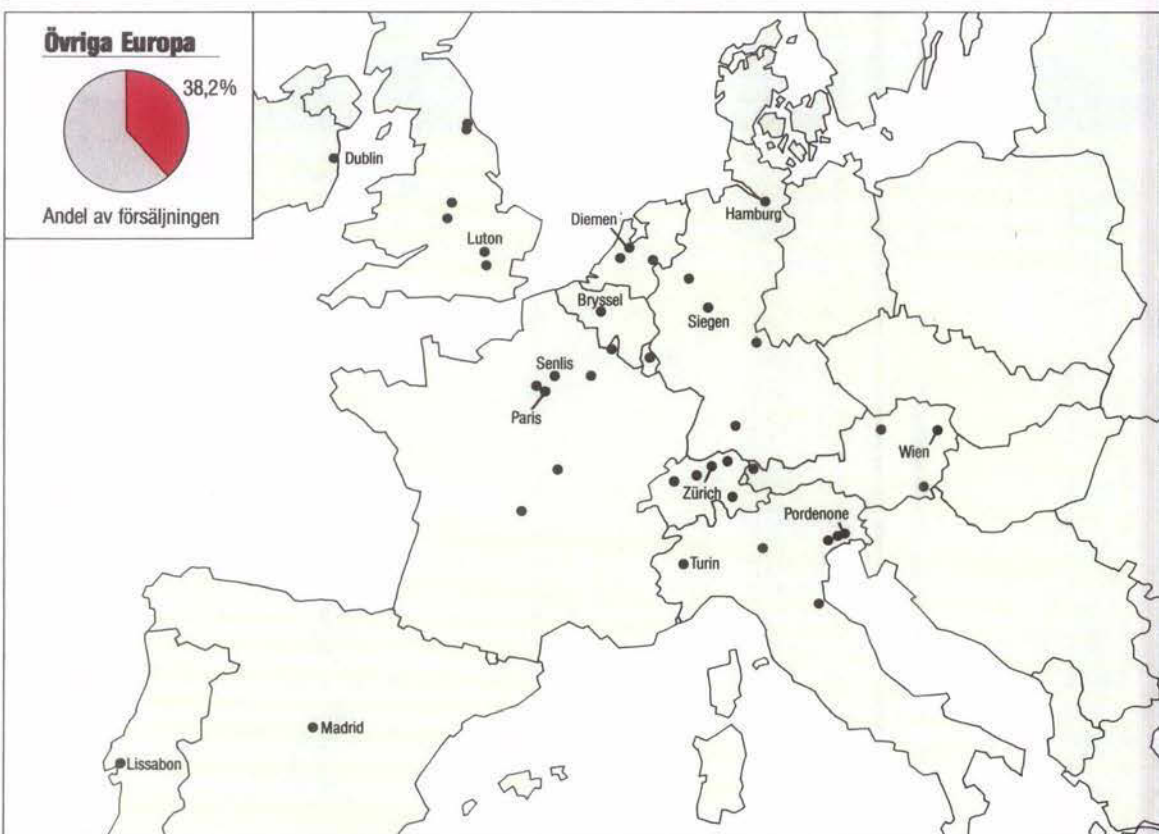 Övriga Europa
38,2%
Andel av försäljningen
Dublin
Luton
Hamburg
Diemen
Bryssel
Siegen
Senlis
Paris
Wien
Zürich
Pordenone
Turin
Madrid
Lissabon